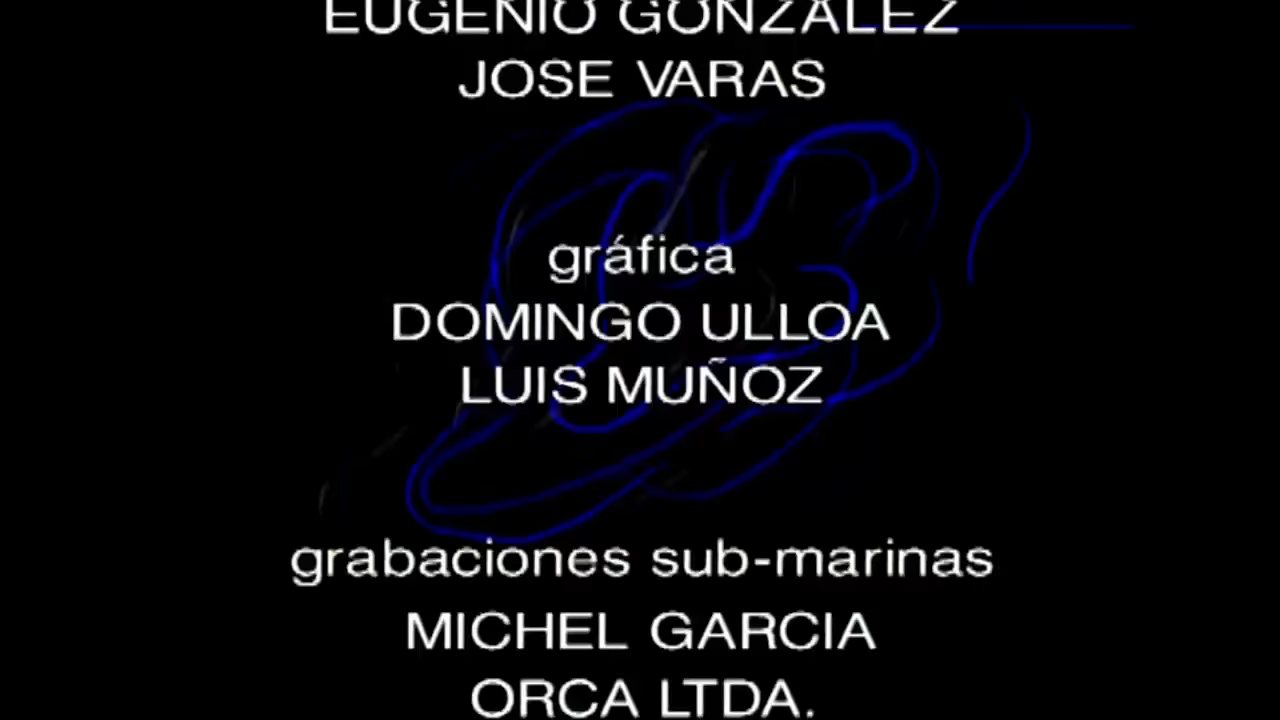 EUGENIO GONZALEZ
JOSE VARAS
gráfica
DOMINGO ULLOA
LUIS MUÑOZ
grabaciones sub-marinas
MICHEL GARCIA
ORCA LTDA.